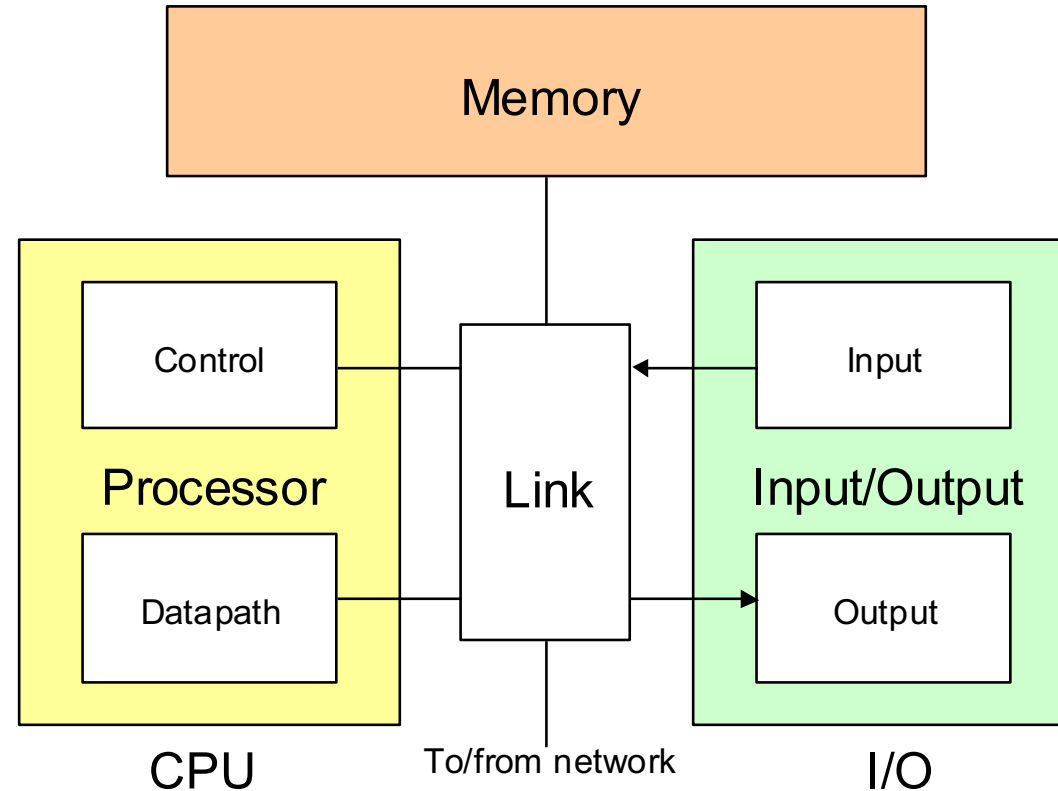 Memory
Control
Input
Processor
Link
Input/Output
Datapath
Output
CPU
To/from network
I/O